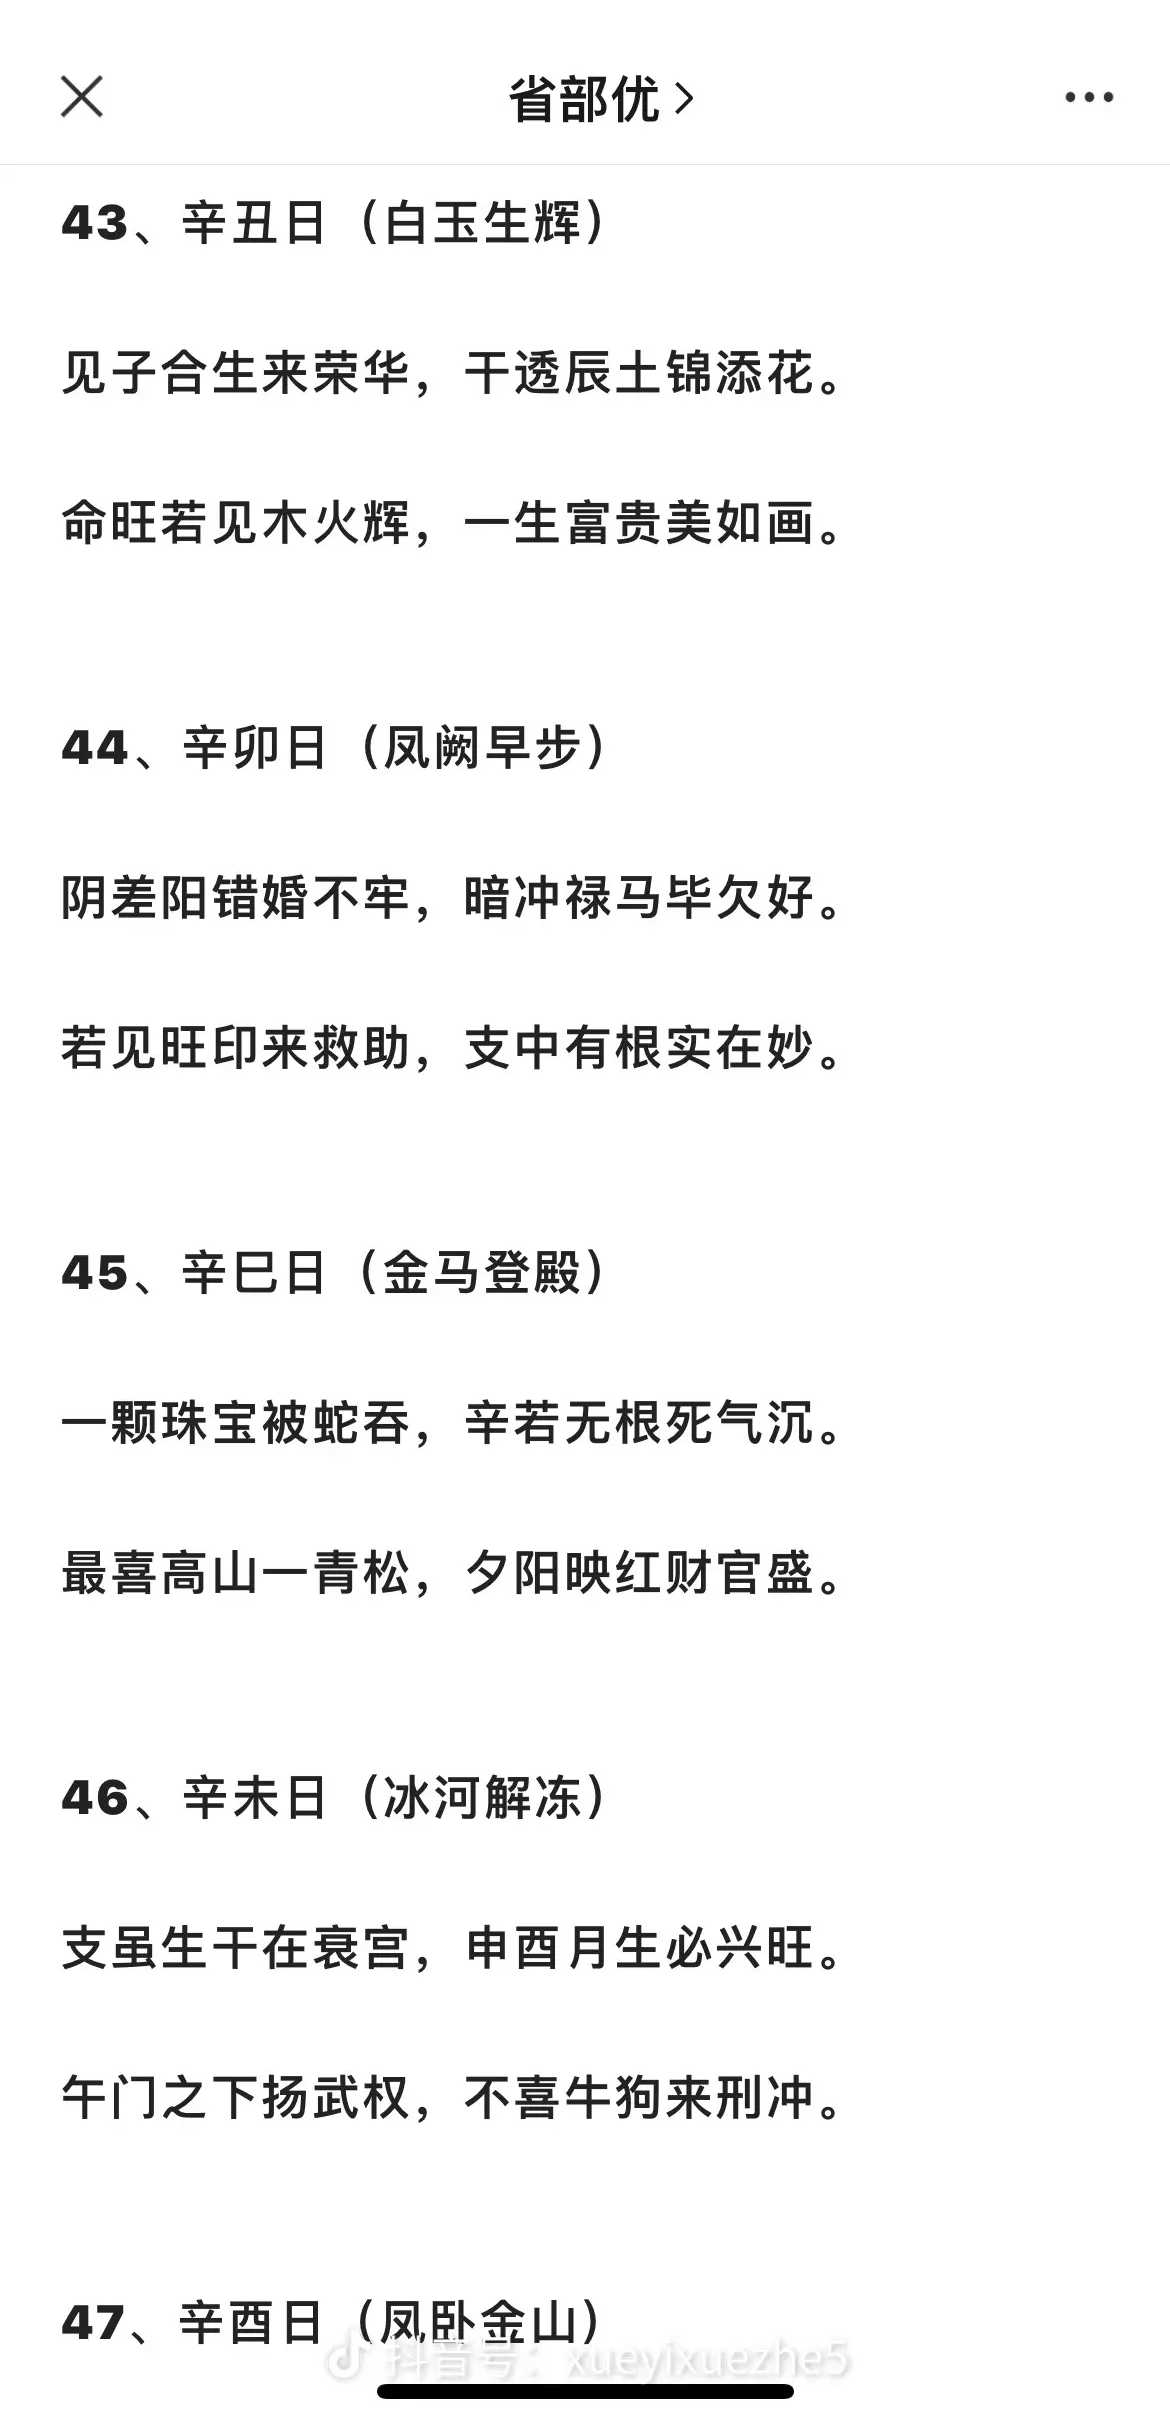 省部优
43、辛丑日（白玉生辉）
见子合生来荣华，干透辰土锦添花。
命旺若见木火辉，一生富贵美如画。
44、辛卯日（凤阙早步）
阴差阳错婚不牢，暗冲禄马毕欠好。
若见旺印来救助，支中有根实在妙。
45、辛巳日（金马登殿）
一颗珠宝被蛇吞，辛若无根死气沉。
最喜高山一青松，夕阳映红财官盛。
46、辛未日（冰河解冻）
支虽生干在衰宫，申酉月生必兴旺。
午门之下扬武权，不喜牛狗来刑冲。
47、辛酉日（凤卧金山）
抖音号：xueyixuezhe5